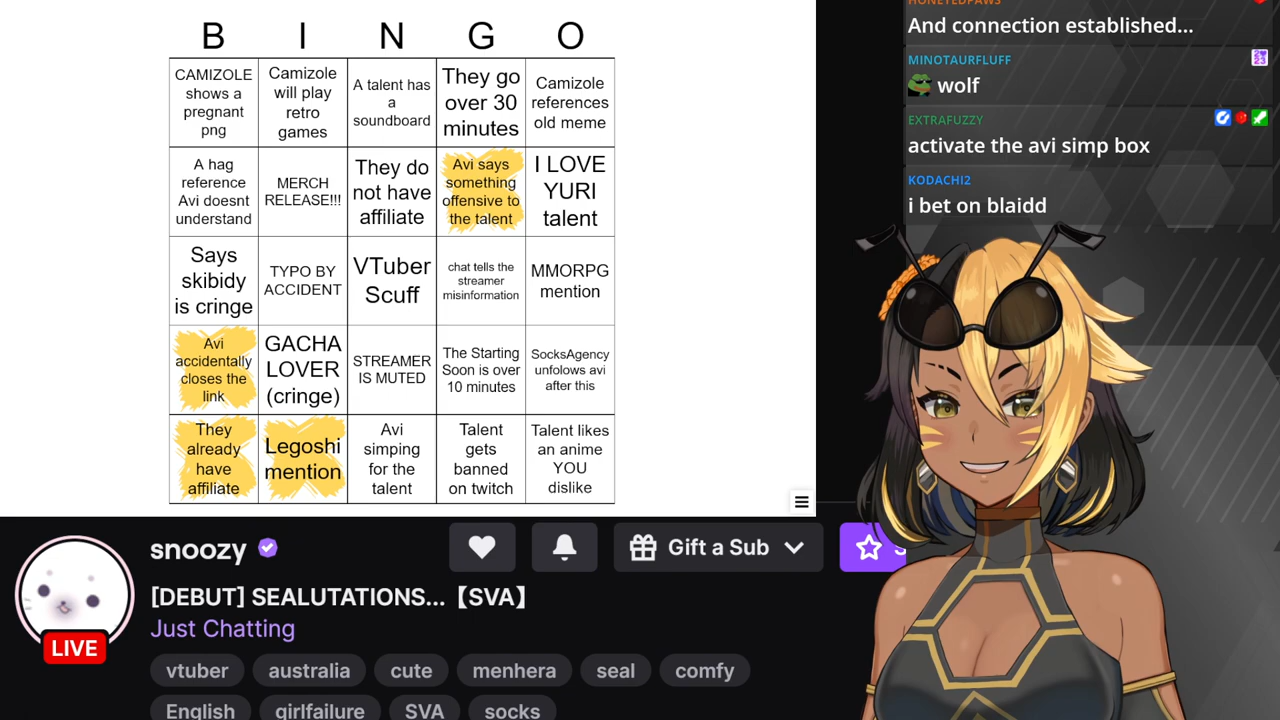 B I N G O
CAMIZOLE
shows a
pregnant
png
Camizole
will play
retro
games
A talent has
a
soundboard
They go
over 30
minutes
Camizole
references
old meme
A hag
reference
Avi doesnt
understand
MERCH
RELEASE!!!
They do
not have
affiliate
Avi says
something
offensive to
the talent
I LOVE
YURI
talent
Says
skibidy
is cringe
TYPO BY
ACCIDENT
VTuber
Scuff
chat tells the
streamer
misinformation
MMORPG
mention
Avi
accidentally
closes the
link
GACHA
LOVER
(cringe)
STREAMER
IS MUTED
The Starting
Soon is over
10 minutes
SocksAgency
unfolows avi
after this
They
already
have
affiliate
Legoshi
mention
Avi
simping
for the
talent
Talent
gets
banned
on twitch
Talent likes
an anime
YOU
dislike
HONEYEDPAWS
And connection established...
MINOTAURFLUFF
wolf
EXTRAFUZZY
activate the avi simp box
KODACHI2
i bet on blaidd
snoozy
Gift a Sub
[DEBUT] SEALUTATIONS...【SVA】
Just Chatting
LIVE
vtuber australia cute menhera seal comfy
English girlfailure SVA socks